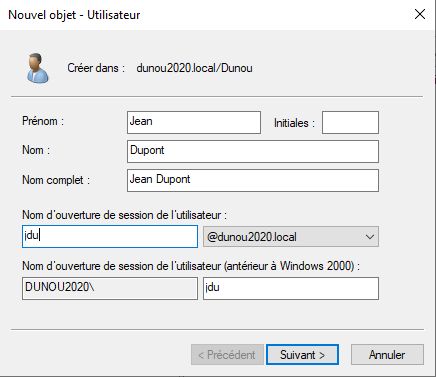 Nouvel objet - Utilisateur
Créer dans : dunou2020.local/Dunou
Prénom : Jean Initiales :
Nom : Dupont
Nom complet : Jean Dupont
Nom d'ouverture de session de l'utilisateur :
jdu @dunou2020.local
Nom d'ouverture de session de l'utilisateur (antérieur à Windows 2000) :
DUNOU2020\ jdu
< Précédent Suivant > Annuler